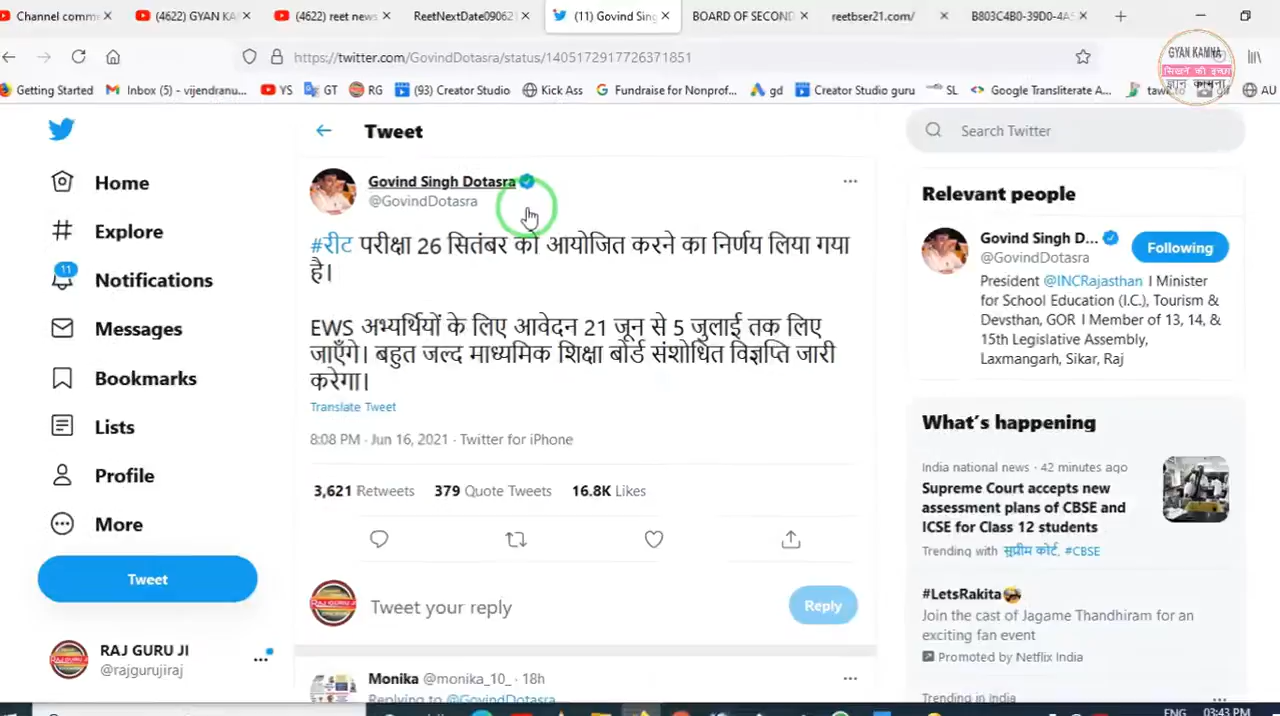 Channel comme
(4622) GYAN KA
(4622) reet news
ReetNextDate09062
(11) Govind Sing
BOARD OF SECOND
reetbser21.com/
B803C4B0-39D0-4A
https://twitter.com/GovindDotasra/status/1405172917726371851
GYAN KAMNA
सिखने की इच्छा
ज्ञान कामना
Getting Started
Inbox (5) - vijendranu...
YS
GT
RG
(93) Creator Studio
Kick Ass
Fundraise for Nonprof...
gd
Creator Studio guru
SL
Google Transliterate A...
AU
Home
Explore
11
Notifications
Messages
Bookmarks
Lists
Profile
More
Tweet
RAJ GURU JI
@rajgurujiraj
Tweet
Govind Singh Dotasra
@GovindDotasra
#रीट परीक्षा 26 सितंबर को आयोजित करने का निर्णय लिया गया
है।
EWS अभ्यर्थियों के लिए आवेदन 21 जून से 5 जुलाई तक लिए
जाएँगे। बहुत जल्द माध्यमिक शिक्षा बोर्ड संशोधित विज्ञप्ति जारी
करेगा।
Translate Tweet
8:08 PM · Jun 16, 2021 · Twitter for iPhone
3,621 Retweets 379 Quote Tweets 16.8K Likes
RAJ GURU JI
Tweet your reply
Reply
Monika @monika_10_ · 18h
Replying to @GovindDotasra
Search Twitter
Relevant people
Govind Singh D...
@GovindDotasra
Following
President @INCRajasthan I Minister
for School Education (I.C.), Tourism &
Devsthan, GOR I Member of 13, 14, &
15th Legislative Assembly,
Laxmangarh, Sikar, Raj
What's happening
India national news · 42 minutes ago
Supreme Court accepts new
assessment plans of CBSE and
ICSE for Class 12 students
Trending with सुप्रीम कोर्ट, #CBSE
#LetsRakita
Join the cast of Jagame Thandhiram for an
exciting fan event
Promoted by Netflix India
Trending in India
ENG 03:43 PM